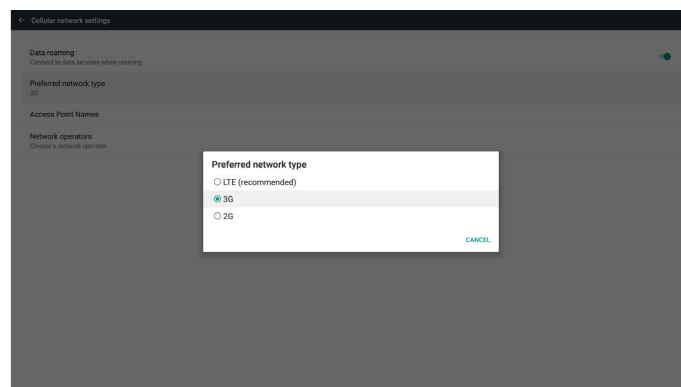 Cellular network settings
Data roaming
Connect to data services when roaming
Preferred network type
3G
Access Point Names
Network operators
Choose a network operator
Preferred network type
LTE (recommended)
3G
2G
CANCEL